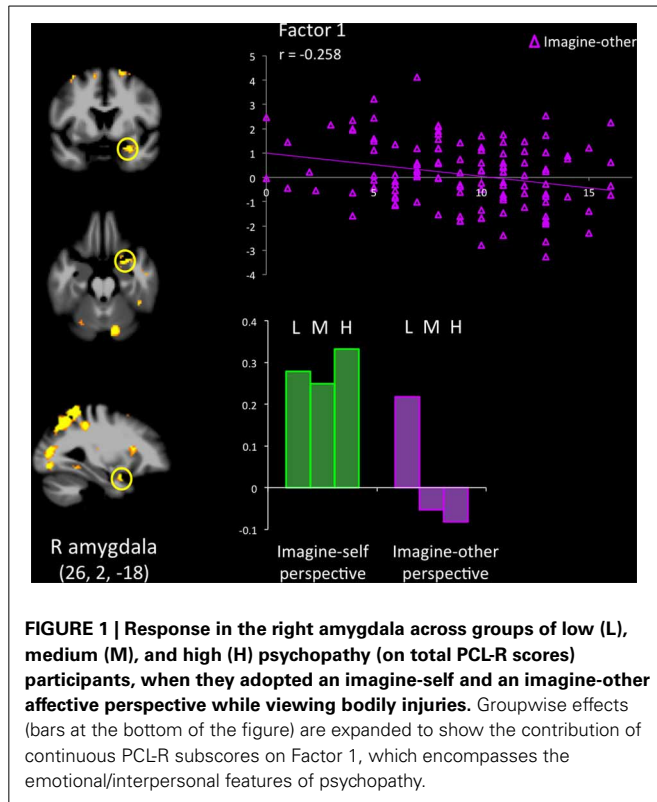 Factor 1
r = -0.258
Imagine-other
5
4
3
2
1
0
-1
-2
-3
-4
0
5
10
15
0.4
0.3
0.2
0.1
0
-0.1
L M H
L M H
Imagine-self
perspective
Imagine-other
perspective
R amygdala
(26, 2, -18)
FIGURE 1 | Response in the right amygdala across groups of low (L),
medium (M), and high (H) psychopathy (on total PCL-R scores)
participants, when they adopted an imagine-self and an imagine-other
affective perspective while viewing bodily injuries. Groupwise effects
(bars at the bottom of the figure) are expanded to show the contribution of
continuous PCL-R subscores on Factor 1, which encompasses the
emotional/interpersonal features of psychopathy.